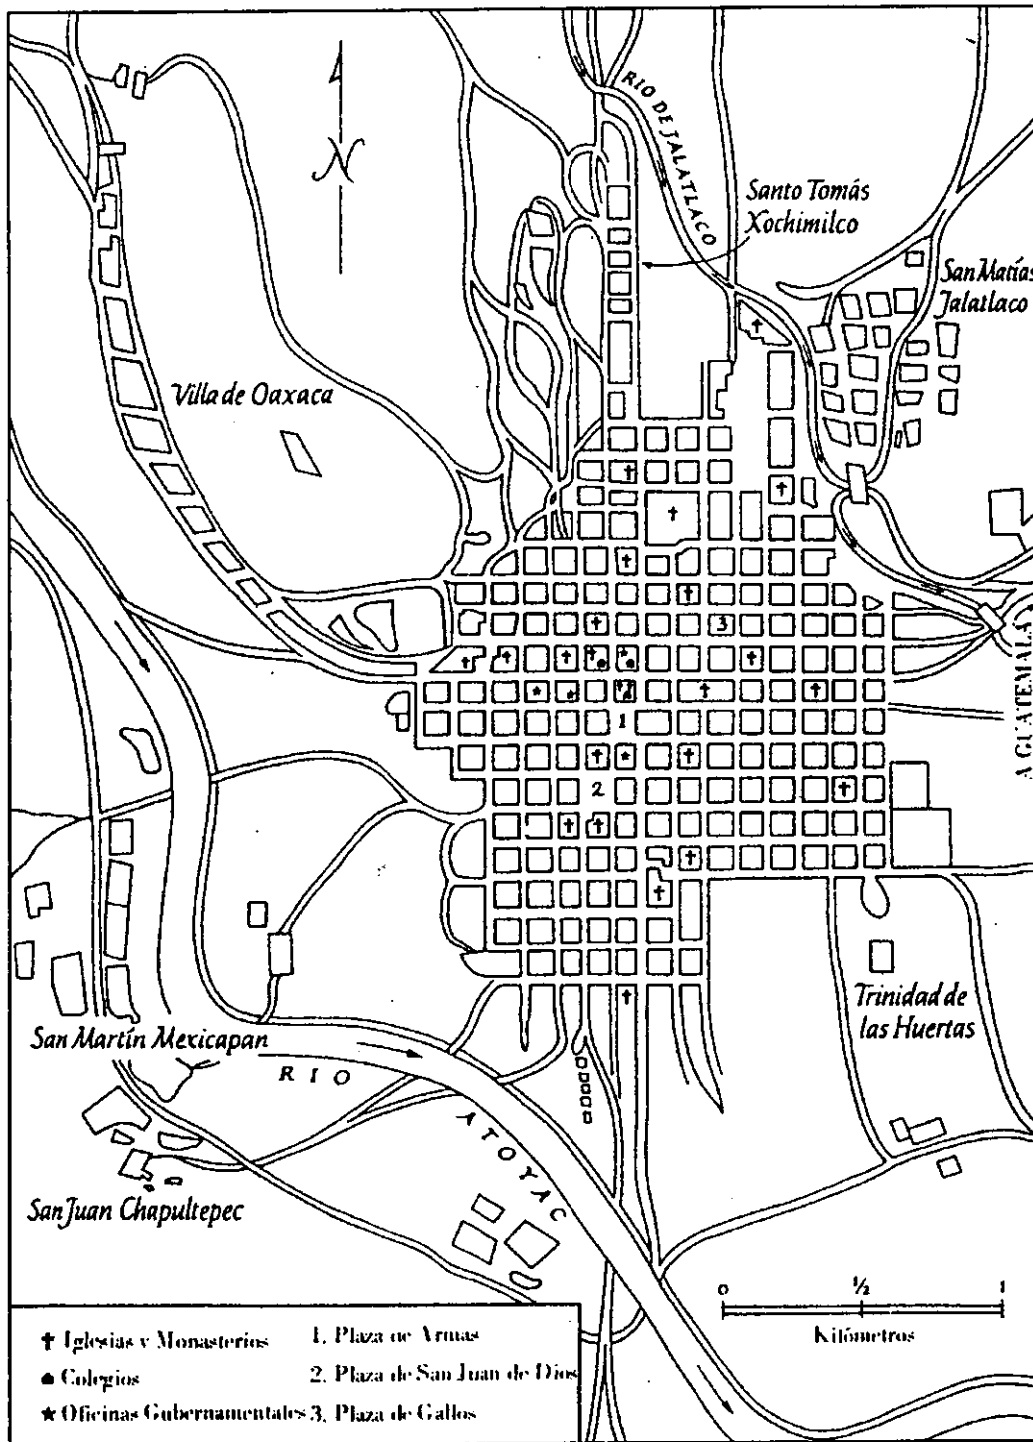 N
RIO DE JALATLACO
Santo Tomás
Xochimilco
San Matías
Jalatlaco
Villa de Oaxaca
3
1
2
A GUATEMALA
Trinidad de
las Huertas
San Martín Mexicapan
RIO
ATOYAC
San Juan Chapultepec
0 ½ 1
Kilómetros
Iglesias y Monasterios
Colegios
Oficinas Gubernamentales
1. Plaza de Armas
2. Plaza de San Juan de Dios
3. Plaza de Gallos